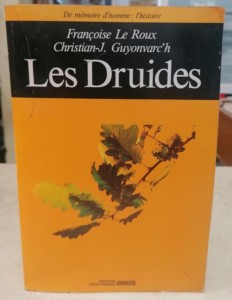 De mémoire d'homme : l'histoire
Françoise Le Roux
Christian-J. Guyonvarc'h
Les Druides